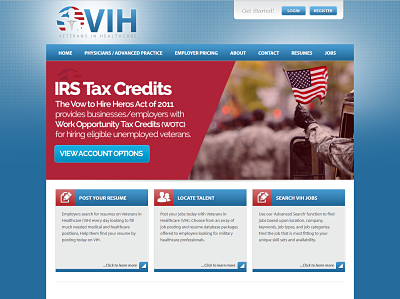 VIH
VETERANS IN HEALTHCARE
Get Started!
LOGIN
REGISTER
HOME
PHYSICIANS / ADVANCED PRACTICE
EMPLOYER PRICING
ABOUT
CONTACT
RESUMES
JOBS
IRS Tax Credits
The Vow to Hire Heros Act of 2011
provides businesses/employers with
Work Opportunity Tax Credits (WOTC)
for hiring eligible unemployed veterans.
VIEW ACCOUNT OPTIONS
POST YOUR RESUME
Employers search for resumes on Veterans in
Healthcare (VIH) every day looking to fill
much needed medical and healthcare
positions. Help them find your resume by
posting today on VIH.
...Click to learn more
LOCATE TALENT
Post your Jobs today with Veterans in
Healthcare (VIH). Choose from an array of
job posting and resume database packages
offered to employers looking for military
healthcare professionals.
...Click to learn more
SEARCH VIH JOBS
Use our 'Advanced Search' function to find
jobs based upon location, company,
keywords, job types, and job categories.
Find the job that is most fitting to your
unique skill sets and availability.
...Click to learn more